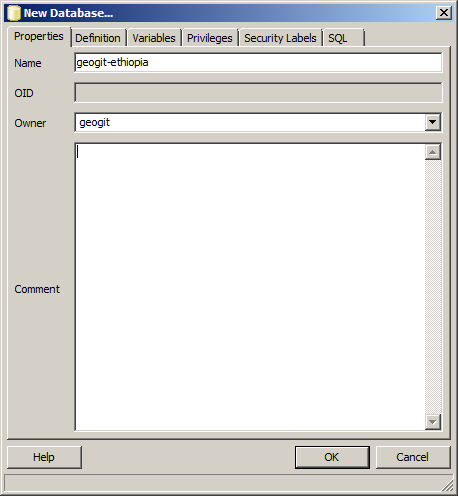 New Database...
Properties Definition Variables Privileges Security Labels SQL
Name geogit-ethiopia
OID
Owner geogit
Comment
Help OK Cancel